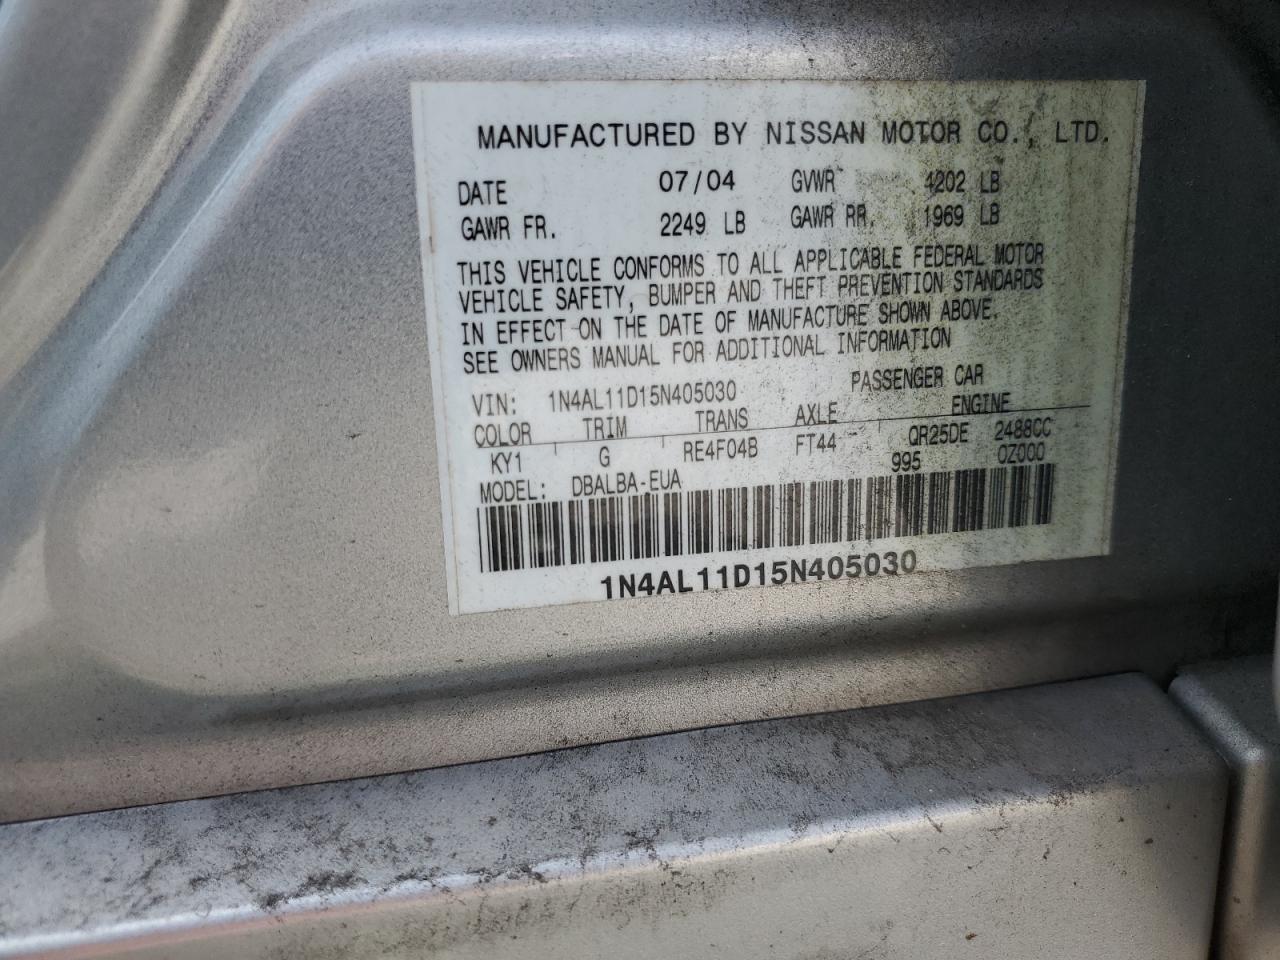 MANUFACTURED BY NISSAN MOTOR CO., LTD.
DATE 07/04 GVWR 4202 LB
GAWR FR. 2249 LB GAWR RR. 1969 LB
THIS VEHICLE CONFORMS TO ALL APPLICABLE FEDERAL MOTOR
VEHICLE SAFETY, BUMPER AND THEFT PREVENTION STANDARDS
IN EFFECT ON THE DATE OF MANUFACTURE SHOWN ABOVE.
SEE OWNERS MANUAL FOR ADDITIONAL INFORMATION
VIN: 1N4AL11D15N405030 PASSENGER CAR
COLOR TRIM TRANS AXLE ENGINE
KY1 G RE4F04B FT44 QR25DE 2488CC
995 0Z000
MODEL: DBALBA-EUA
1N4AL11D15N405030